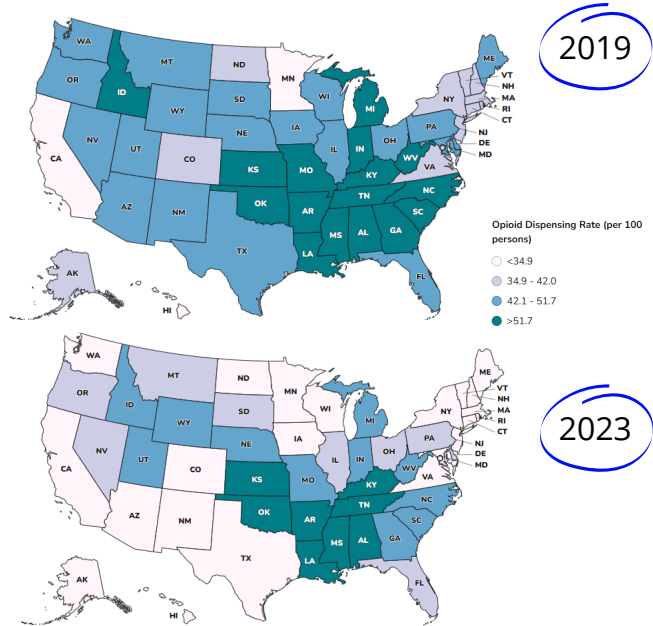 2019
WA
ME
MT
ND
MN
VT
OR
NH
ID
WI
NY
MA
SD
MI
RI
WY
CT
PA
IA
NJ
NE
NV
OH
DE
IL
IN
UT
MD
CO
WV
CA
VA
KS
MO
KY
NC
TN
OK
AZ
NM
AR
SC
MS
AL
GA
TX
LA
Opioid Dispensing Rate (per 100
persons)
<34.9
34.9 - 42.0
42.1 - 51.7
>51.7
AK
FL
HI
WA
ME
MT
ND
MN
VT
OR
NH
ID
WI
NY
MA
SD
MI
RI
WY
CT
2023
PA
IA
NJ
NE
NV
OH
DE
IL
IN
UT
MD
CO
WV
CA
VA
KS
MO
KY
NC
TN
OK
AZ
NM
AR
SC
MS
AL
GA
TX
LA
AK
FL
HI